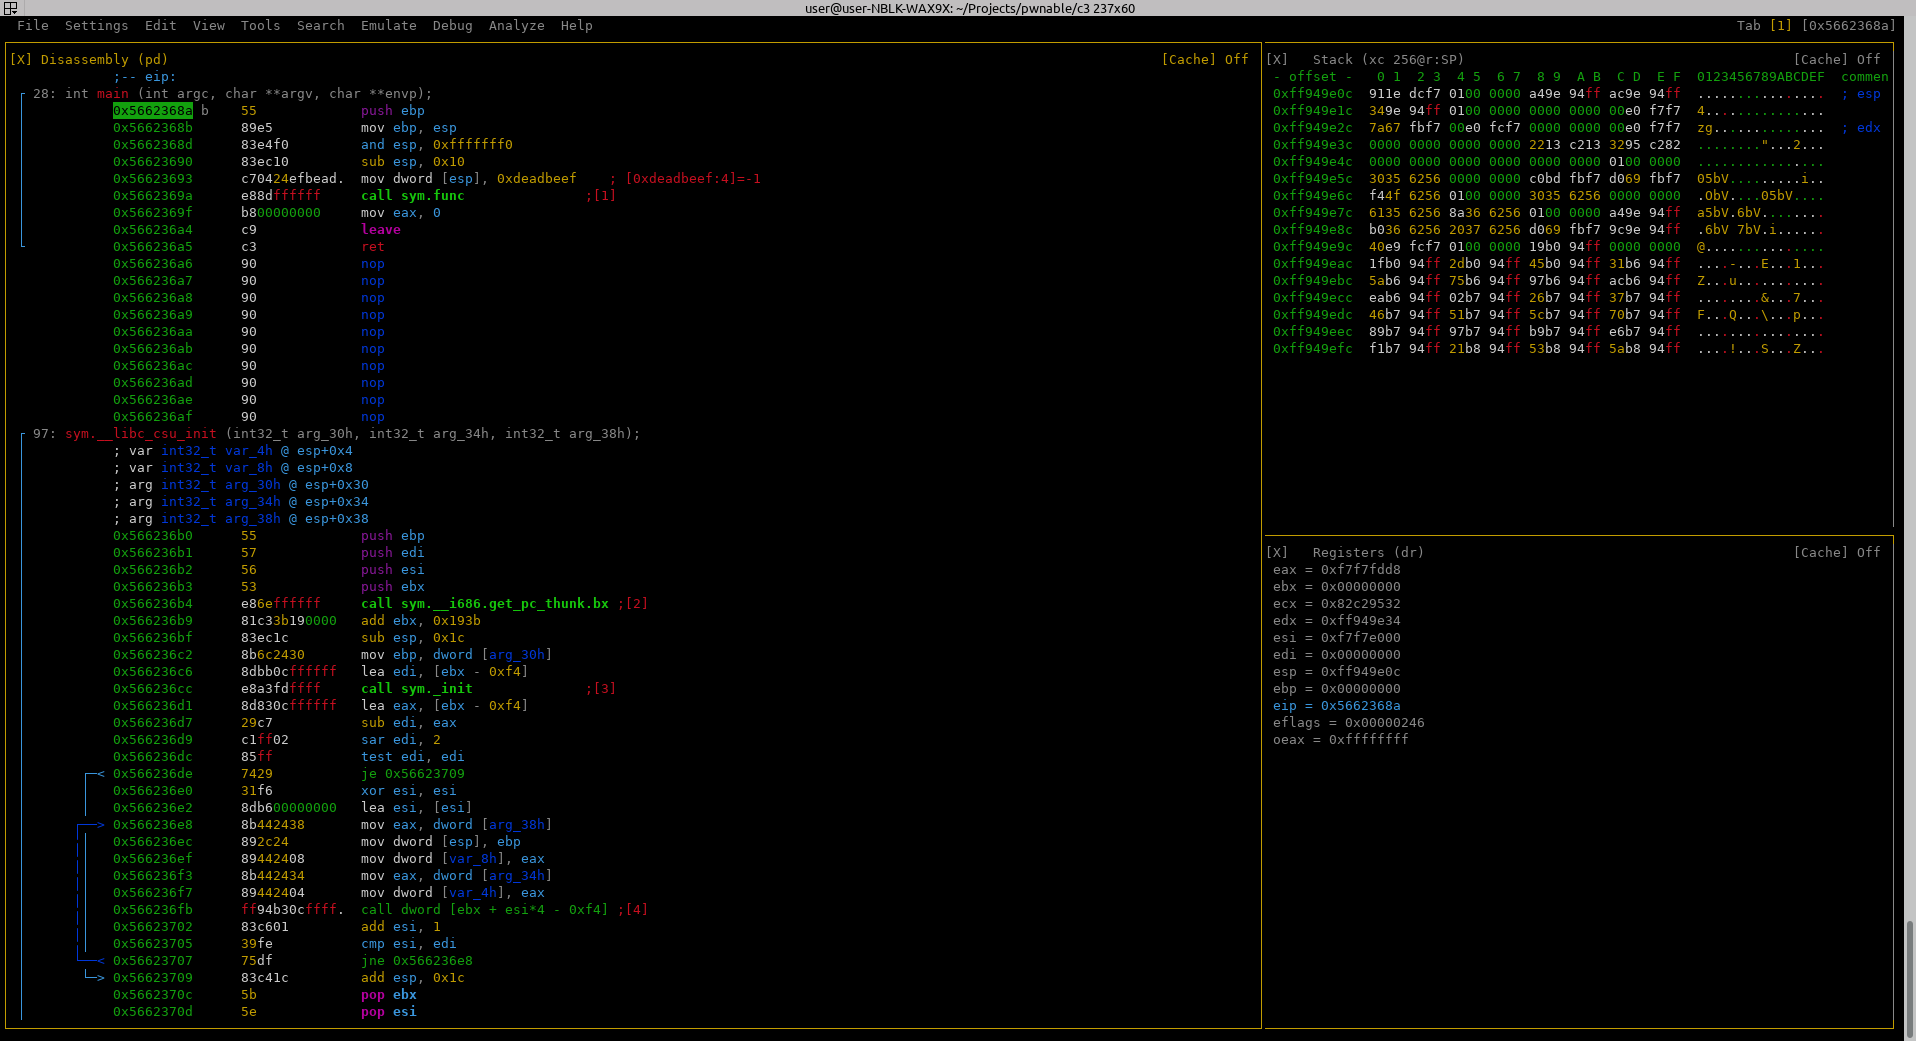 user@user-NBLK-WAX9X: ~/Projects/pwnable/c3 237x60
File Settings Edit View Tools Search Emulate Debug Analyze Help Tab [1] [0x5662368a]
[X] Disassembly (pd) [Cache] Off
;-- eip:
28: int main (int argc, char **argv, char **envp);
0x5662368a b 55 push ebp
0x5662368b 89e5 mov ebp, esp
0x5662368d 83e4f0 and esp, 0xfffffff0
0x56623690 83ec10 sub esp, 0x10
0x56623693 c70424efbead. mov dword [esp], 0xdeadbeef ; [0xdeadbeef:4]=-1
0x5662369a e88dffffff call sym.func ;[1]
0x5662369f b800000000 mov eax, 0
0x566236a4 c9 leave
0x566236a5 c3 ret
0x566236a6 90 nop
0x566236a7 90 nop
0x566236a8 90 nop
0x566236a9 90 nop
0x566236aa 90 nop
0x566236ab 90 nop
0x566236ac 90 nop
0x566236ad 90 nop
0x566236ae 90 nop
0x566236af 90 nop
97: sym.__libc_csu_init (int32_t arg_30h, int32_t arg_34h, int32_t arg_38h);
; var int32_t var_4h @ esp+0x4
; var int32_t var_8h @ esp+0x8
; arg int32_t arg_30h @ esp+0x30
; arg int32_t arg_34h @ esp+0x34
; arg int32_t arg_38h @ esp+0x38
0x566236b0 55 push ebp
0x566236b1 57 push edi
0x566236b2 56 push esi
0x566236b3 53 push ebx
0x566236b4 e86effffff call sym.__i686.get_pc_thunk.bx ;[2]
0x566236b9 81c33b190000 add ebx, 0x193b
0x566236bf 83ec1c sub esp, 0x1c
0x566236c2 8b6c2430 mov ebp, dword [arg_30h]
0x566236c6 8dbb0cffffff lea edi, [ebx - 0xf4]
0x566236cc e8a3fdffff call sym._init ;[3]
0x566236d1 8d830cffffff lea eax, [ebx - 0xf4]
0x566236d7 29c7 sub edi, eax
0x566236d9 c1ff02 sar edi, 2
0x566236dc 85ff test edi, edi
0x566236de 7429 je 0x56623709
0x566236e0 31f6 xor esi, esi
0x566236e2 8db600000000 lea esi, [esi]
0x566236e8 8b442438 mov eax, dword [arg_38h]
0x566236ec 892c24 mov dword [esp], ebp
0x566236ef 89442408 mov dword [var_8h], eax
0x566236f3 8b442434 mov eax, dword [arg_34h]
0x566236f7 89442404 mov dword [var_4h], eax
0x566236fb ff94b30cffff. call dword [ebx + esi*4 - 0xf4] ;[4]
0x56623702 83c601 add esi, 1
0x56623705 39fe cmp esi, edi
0x56623707 75df jne 0x566236e8
0x56623709 83c41c add esp, 0x1c
0x5662370c 5b pop ebx
0x5662370d 5e pop esi
[X] Stack (xc 256@r:SP) [Cache] Off
- offset - 0 1 2 3 4 5 6 7 8 9 A B C D E F 0123456789ABCDEF commen
0xff949e0c 911e dcf7 0100 0000 a49e 94ff ac9e 94ff ................ ; esp
0xff949e1c 349e 94ff 0100 0000 0000 0000 00e0 f7f7 4...............
0xff949e2c 7a67 fbf7 00e0 fcf7 0000 0000 00e0 f7f7 zg.............. ; edx
0xff949e3c 0000 0000 0000 0000 2213 c213 3295 c282 ........"...2...
0xff949e4c 0000 0000 0000 0000 0000 0000 0100 0000 ................
0xff949e5c 3035 6256 0000 0000 c0bd fbf7 d069 fbf7 05bV.........i..
0xff949e6c f44f 6256 0100 0000 3035 6256 0000 0000 .ObV....05bV....
0xff949e7c 6135 6256 8a36 6256 0100 0000 a49e 94ff a5bV.6bV........
0xff949e8c b036 6256 2037 6256 d069 fbf7 9c9e 94ff .6bV 7bV.i......
0xff949e9c 40e9 fcf7 0100 0000 19b0 94ff 0000 0000 @...............
0xff949eac 1fb0 94ff 2db0 94ff 45b0 94ff 31b6 94ff ....-...E...1...
0xff949ebc 5ab6 94ff 75b6 94ff 97b6 94ff acb6 94ff Z...u...........
0xff949ecc eab6 94ff 02b7 94ff 26b7 94ff 37b7 94ff ........&...7...
0xff949edc 46b7 94ff 51b7 94ff 5cb7 94ff 70b7 94ff F...Q...\...p...
0xff949eec 89b7 94ff 97b7 94ff b9b7 94ff e6b7 94ff ................
0xff949efc f1b7 94ff 21b8 94ff 53b8 94ff 5ab8 94ff ....!...S...Z...
[X] Registers (dr) [Cache] Off
eax = 0xf7f7fdd8
ebx = 0x00000000
ecx = 0x82c29532
edx = 0xff949e34
esi = 0xf7f7e000
edi = 0x00000000
esp = 0xff949e0c
ebp = 0x00000000
eip = 0x5662368a
eflags = 0x00000246
oeax = 0xffffffff